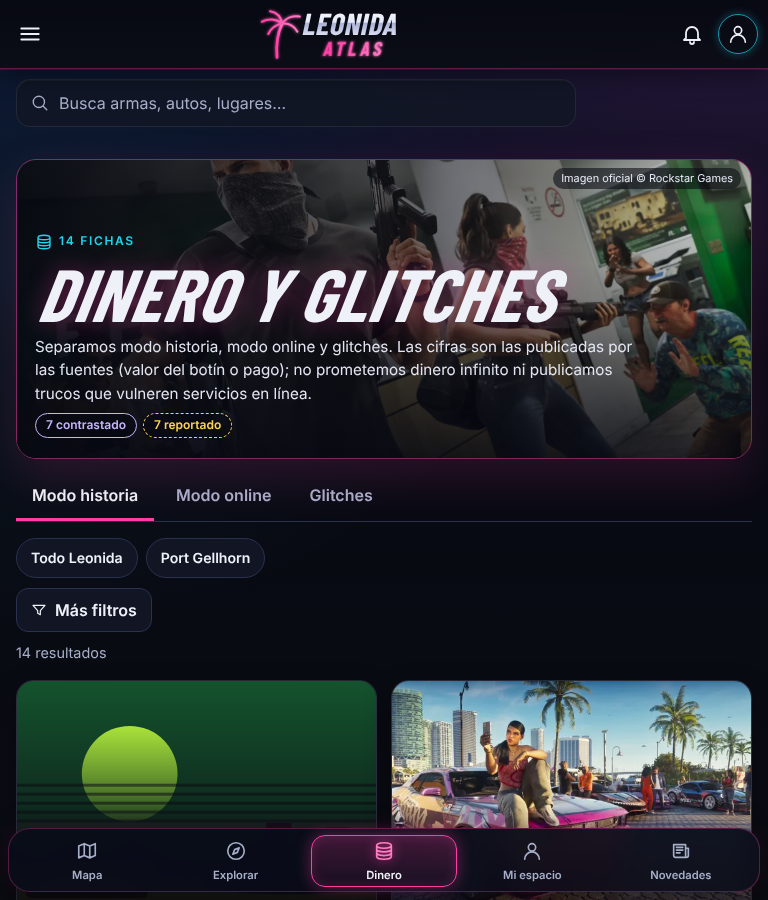 LEONIDA
ATLAS
Busca armas, autos, lugares...
Imagen oficial © Rockstar Games
14 FICHAS
DINERO Y GLITCHES
Separamos modo historia, modo online y glitches. Las cifras son las publicadas por
las fuentes (valor del botín o pago); no prometemos dinero infinito ni publicamos
trucos que vulneren servicios en línea.
7 contrastado 7 reportado
Modo historia Modo online Glitches
Todo Leonida Port Gellhorn
Más filtros
14 resultados
Mapa Explorar Dinero Mi espacio Novedades